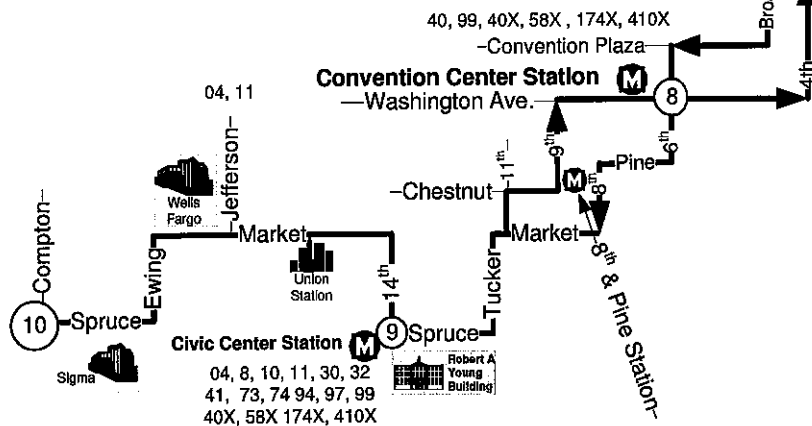 40, 99, 40X, 58X , 174X, 410X
Bro
-Convention Plaza-
4th
Convention Center Station M
-Washington Ave.-
8
04, 11
9th
6th
11th
Pine
Jefferson-
-Chestnut-
M
8th
Wells
Fargo
Compton-
Market
Market
-8th & Pine Station-
Ewing
Union
Station
14th
Tucker
10
Spruce
Civic Center Station M
9
Spruce
Sigma
04, 8, 10, 11, 30, 32
41, 73, 74 94, 97, 99
40X, 58X 174X, 410X
Robert A
Young
Building